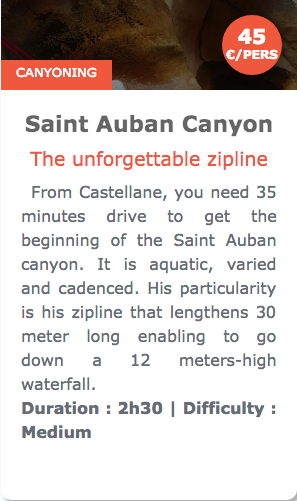 45
€/PERS
CANYONING
Saint Auban Canyon
The unforgettable zipline
From Castellane, you need 35
minutes drive to get the
beginning of the Saint Auban
canyon. It is aquatic, varied
and cadenced. His particularity
is his zipline that lengthens 30
meter long enabling to go
down a 12 meters-high
waterfall.
Duration : 2h30 | Difficulty :
Medium